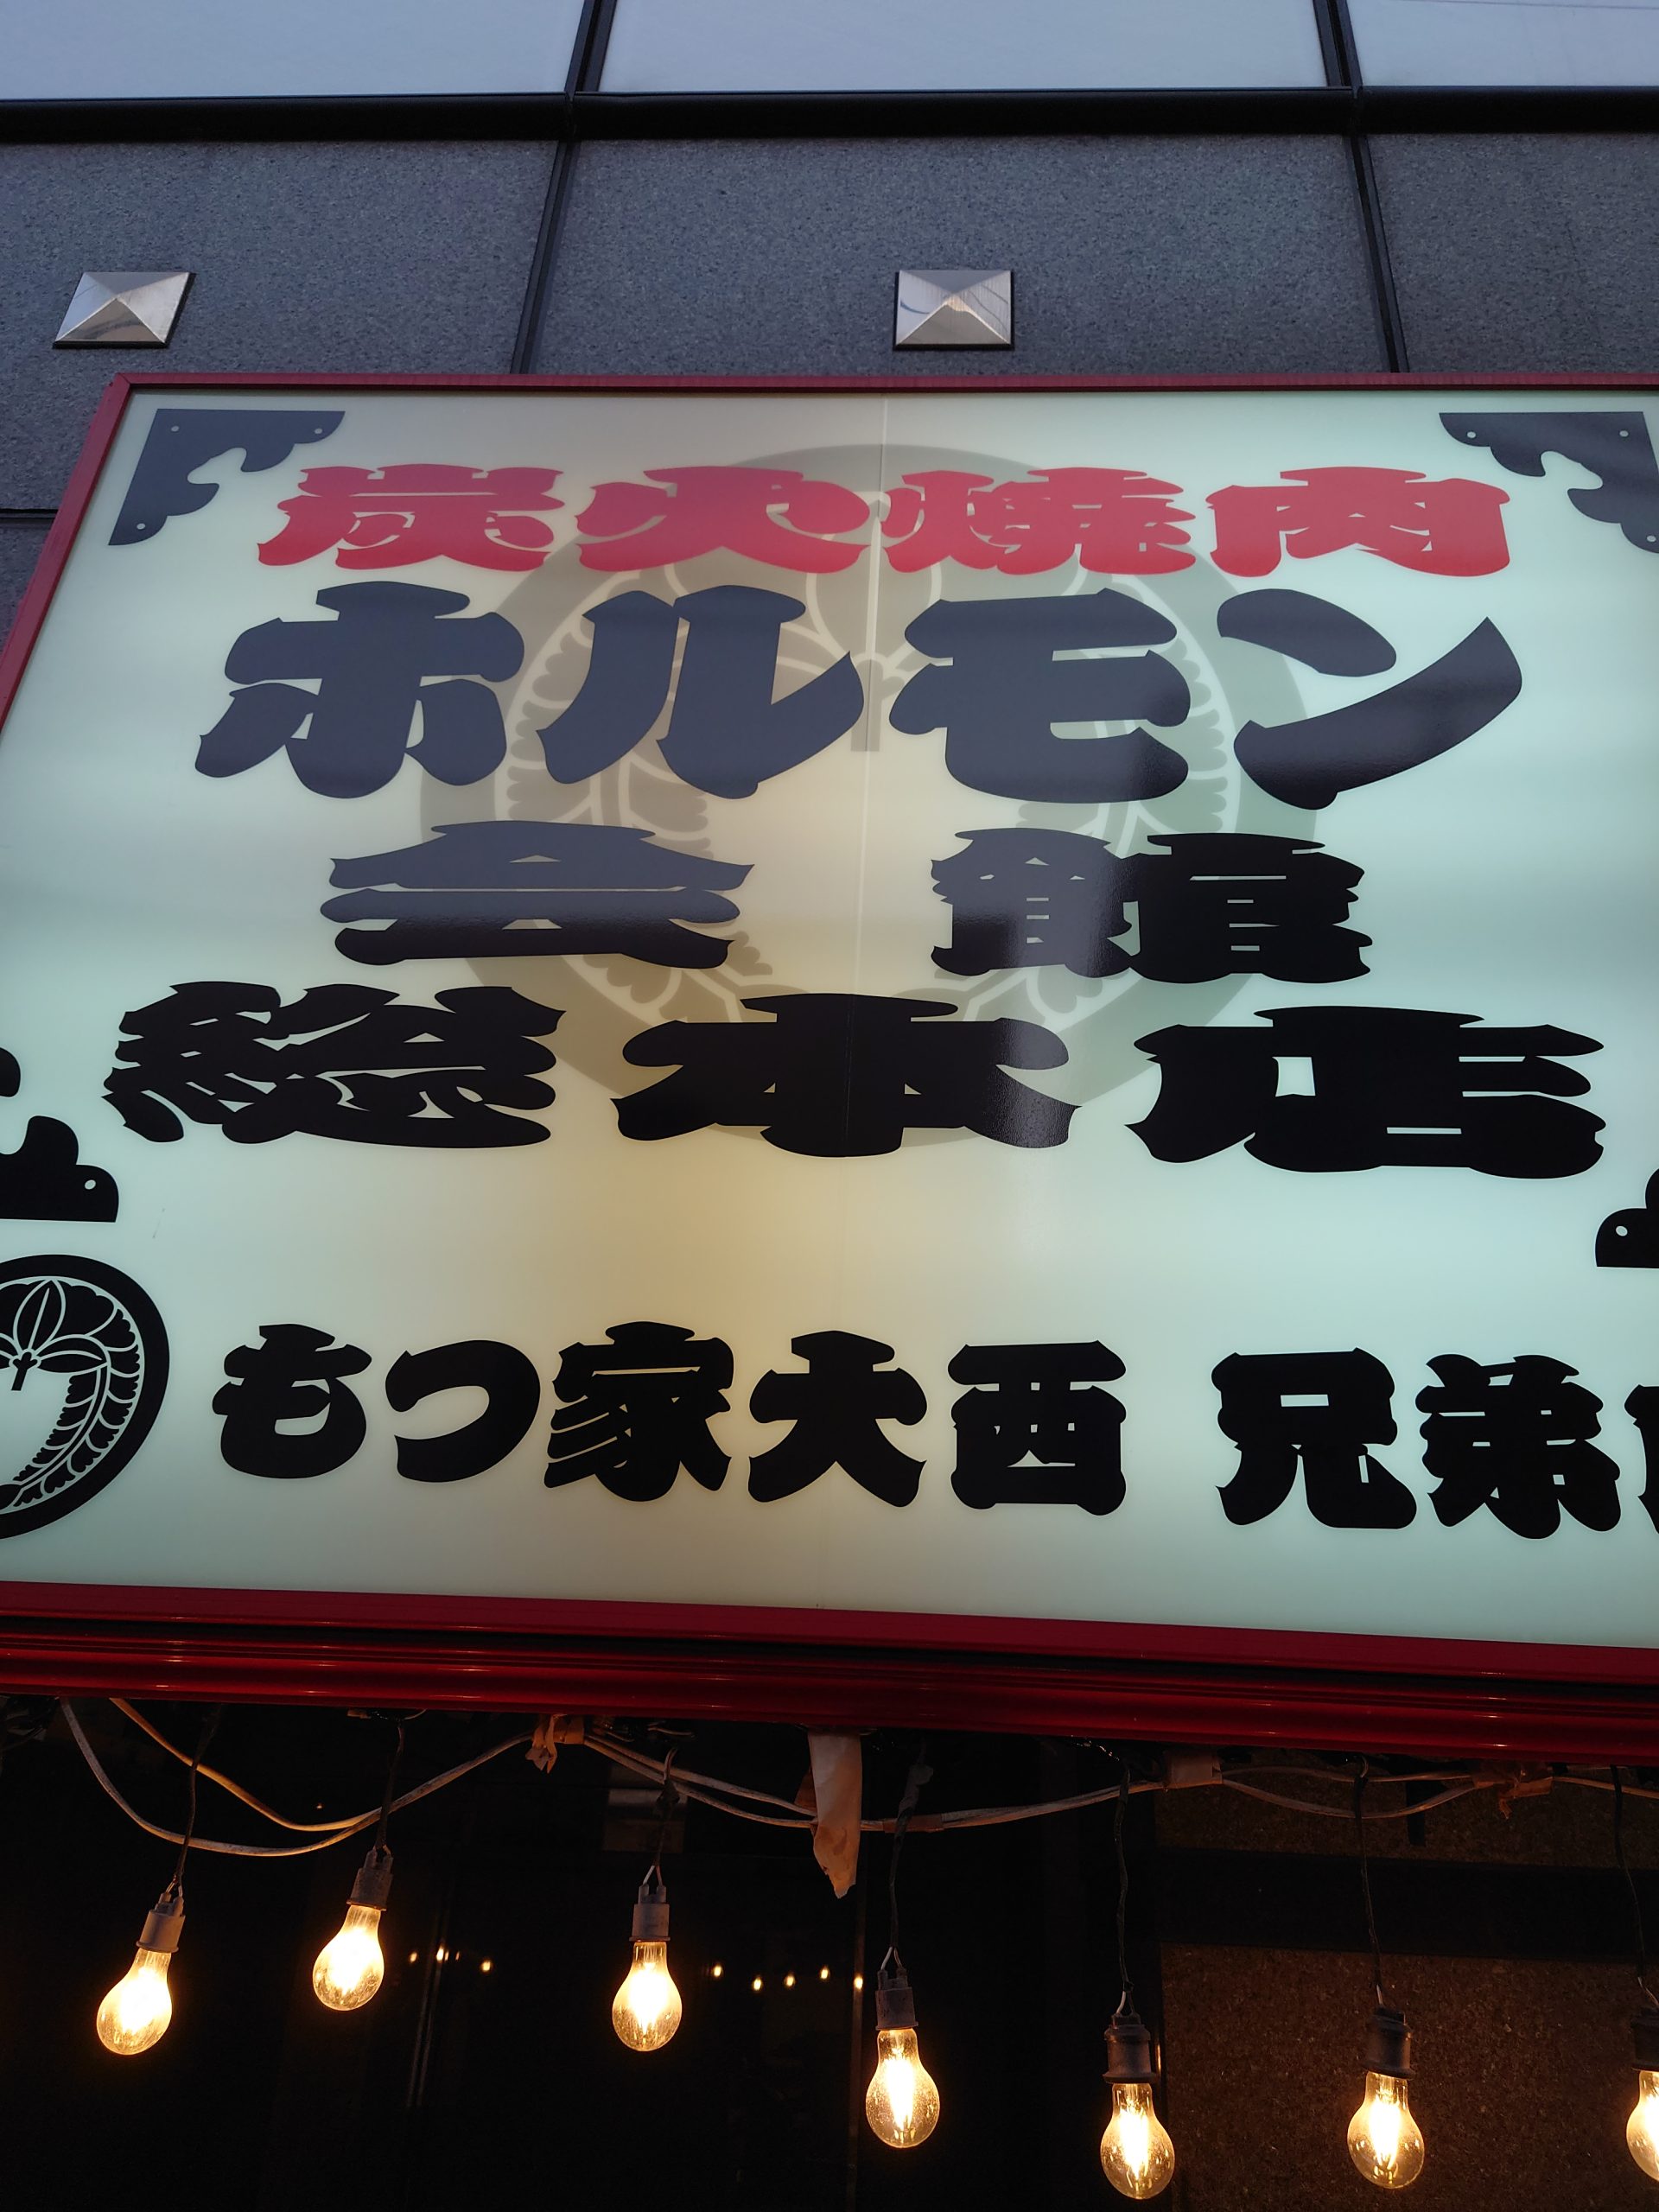 炭火焼肉
ホルモン
会館
総本店
もつ家大西 兄弟